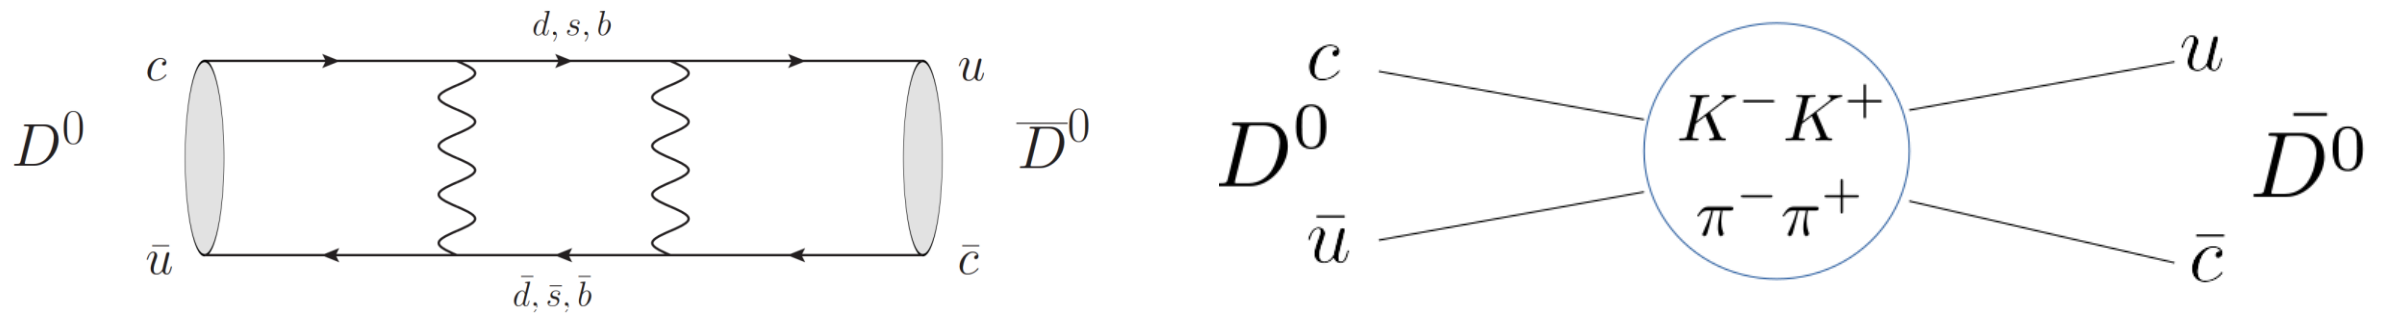 d, s, b
c
u
D⁰
D̅⁰
ū
c̄
d̄, s̄, b̄
c
u
K⁻K⁺
D⁰
D̄⁰
π⁻π⁺
ū
c̄